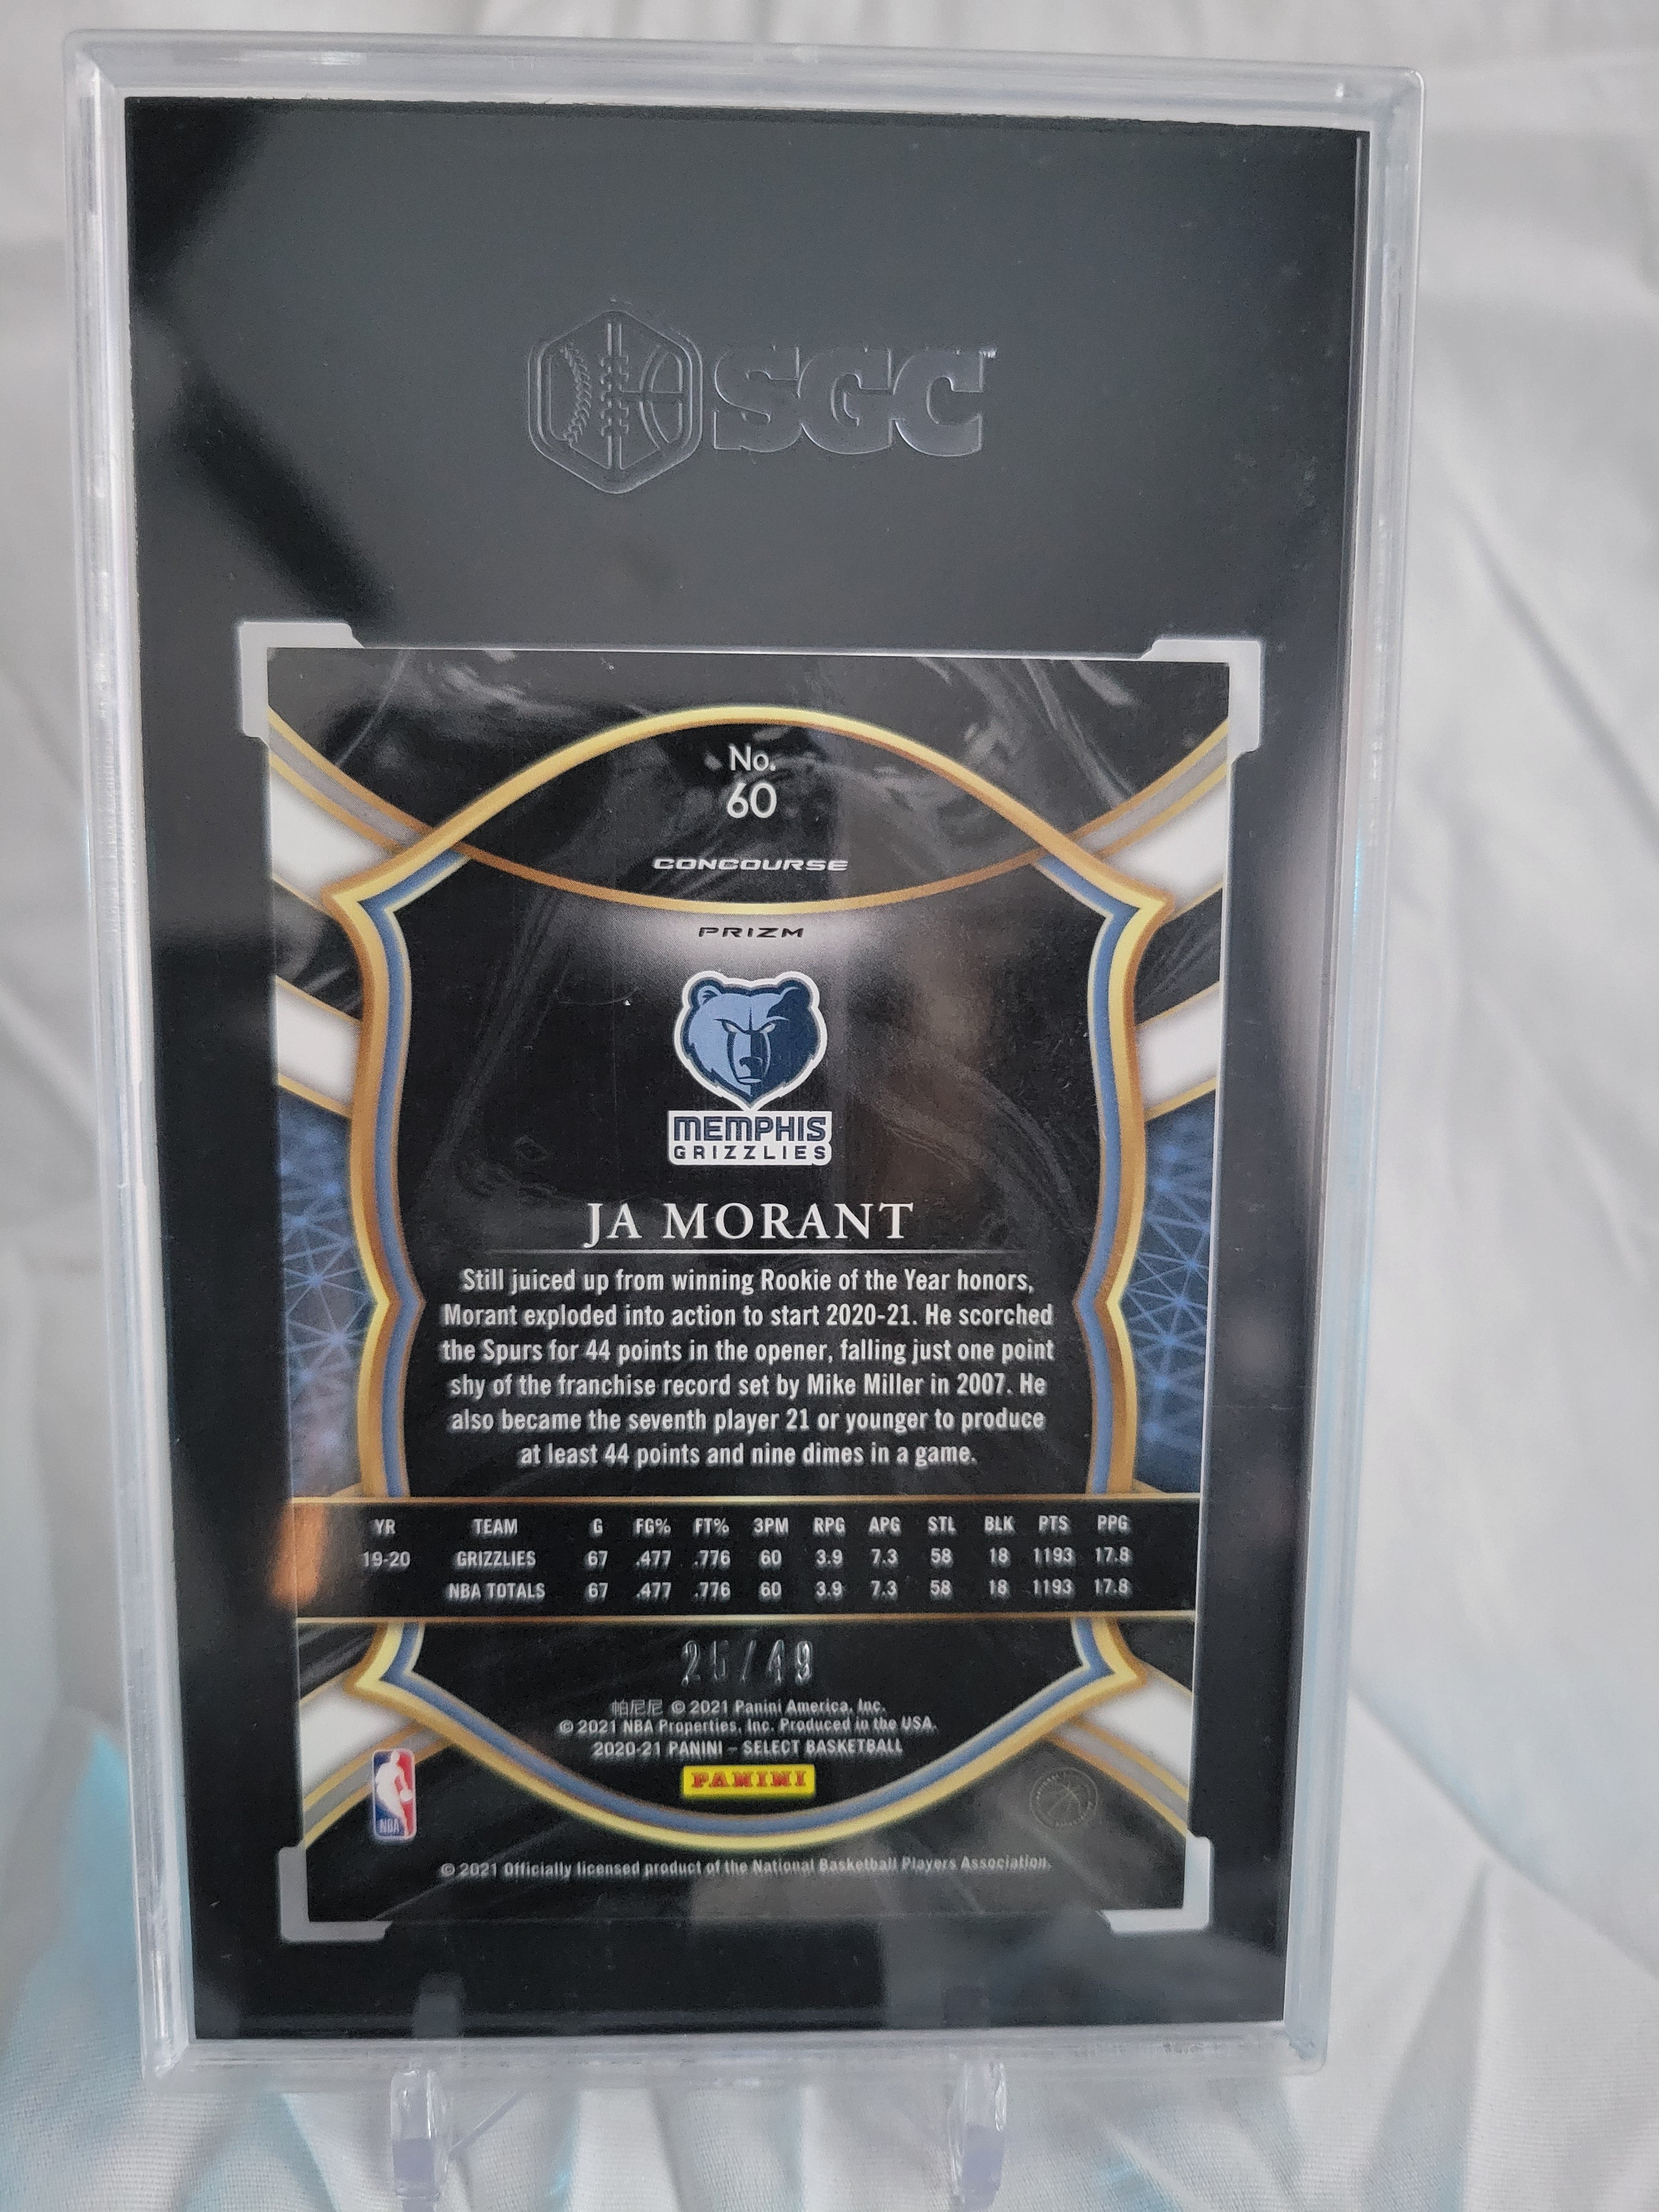 SGC
No.
60
CONCOURSE
PRIZM
MEMPHIS
GRIZZLIES
JA MORANT
Still juiced up from winning Rookie of the Year honors,
Morant exploded into action to start 2020-21. He scorched
the Spurs for 44 points in the opener, falling just one point
shy of the franchise record set by Mike Miller in 2007. He
also became the seventh player 21 or younger to produce
at least 44 points and nine dimes in a game.
YR TEAM G FG% FT% 3PM RPG APG STL BLK PTS PPG
19-20 GRIZZLIES 67 .477 .776 60 3.9 7.3 58 18 1193 17.8
NBA TOTALS 67 .477 .776 60 3.9 7.3 58 18 1193 17.8
25/49
帕尼尼 © 2021 Panini America, Inc.
© 2021 NBA Properties, Inc. Produced in the USA.
2020-21 PANINI – SELECT BASKETBALL
PANINI
NBA
© 2021 Officially licensed product of the National Basketball Players Association.